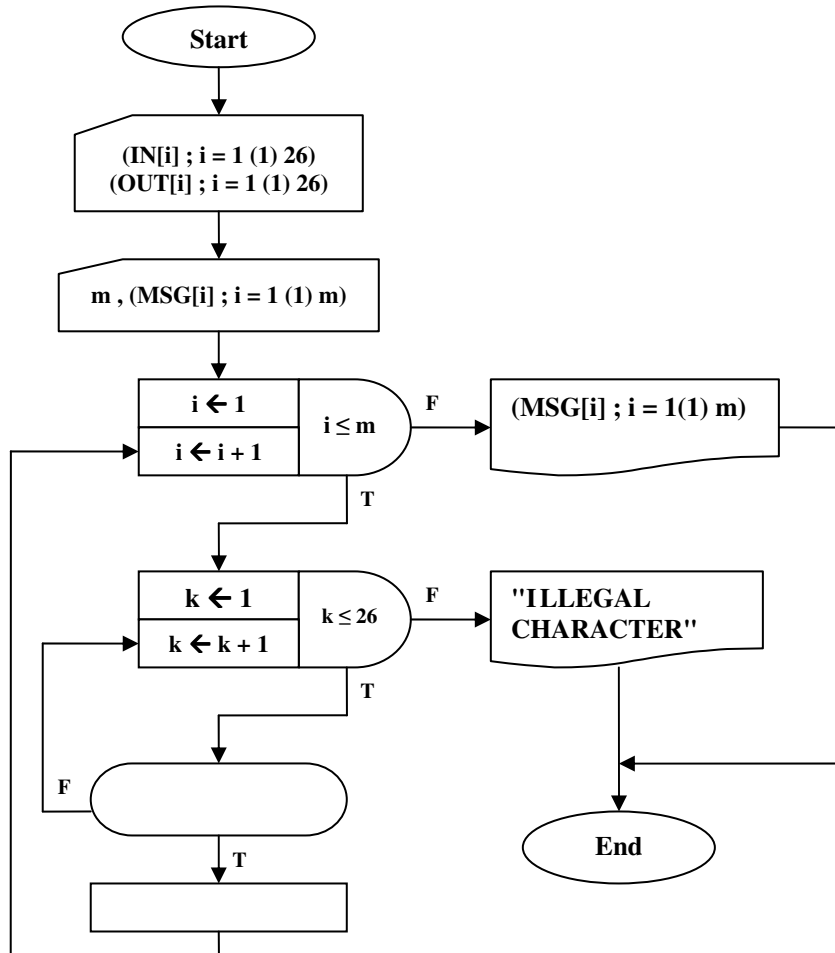 Start
(IN[i] ; i = 1 (1) 26)
(OUT[i] ; i = 1 (1) 26)
m , (MSG[i] ; i = 1 (1) m)
i ← 1
i ← i + 1
i ≤ m
F
(MSG[i] ; i = 1(1) m)
T
k ← 1
k ← k + 1
k ≤ 26
F
"ILLEGAL
CHARACTER"
T
F
T
End